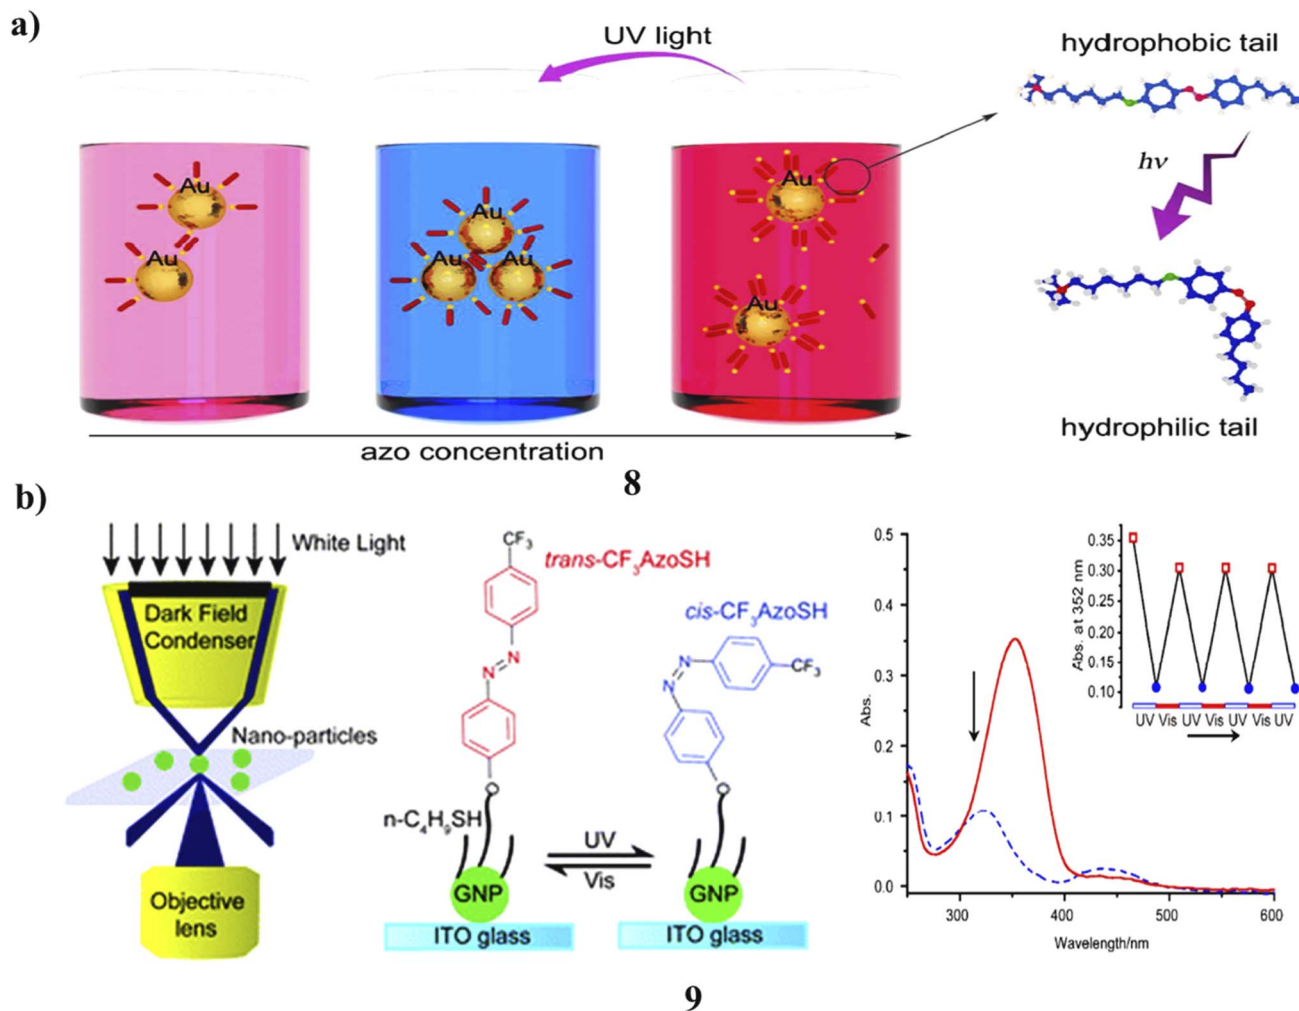 a)
UV light
hydrophobic tail
Au
Au
Au
Au
Au
Au
Au
hν
hydrophilic tail
azo concentration
8
b)
White Light
Dark Field
Condenser
Nano-particles
Objective
lens
CF₃
trans-CF₃AzoSH
N
N
O
n-C₄H₉SH
GNP
ITO glass
UV
Vis
cis-CF₃AzoSH
N
N
CF₃
O
GNP
ITO glass
Abs.
0.5
0.4
0.3
0.2
0.1
0.0
300 400 500 600
Wavelength/nm
Abs. at 352 nm
0.35
0.30
0.25
0.20
0.15
0.10
UV Vis UV Vis UV Vis UV
9